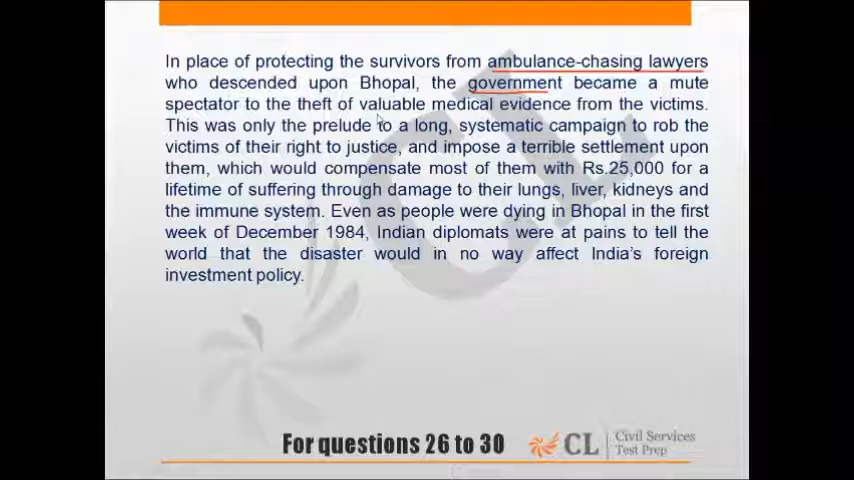 In place of protecting the survivors from ambulance-chasing lawyers
who descended upon Bhopal, the government became a mute
spectator to the theft of valuable medical evidence from the victims.
This was only the prelude to a long, systematic campaign to rob the
victims of their right to justice, and impose a terrible settlement upon
them, which would compensate most of them with Rs.25,000 for a
lifetime of suffering through damage to their lungs, liver, kidneys and
the immune system. Even as people were dying in Bhopal in the first
week of December 1984, Indian diplomats were at pains to tell the
world that the disaster would in no way affect India's foreign
investment policy.
For questions 26 to 30
CL
Civil Services
Test Prep
CL